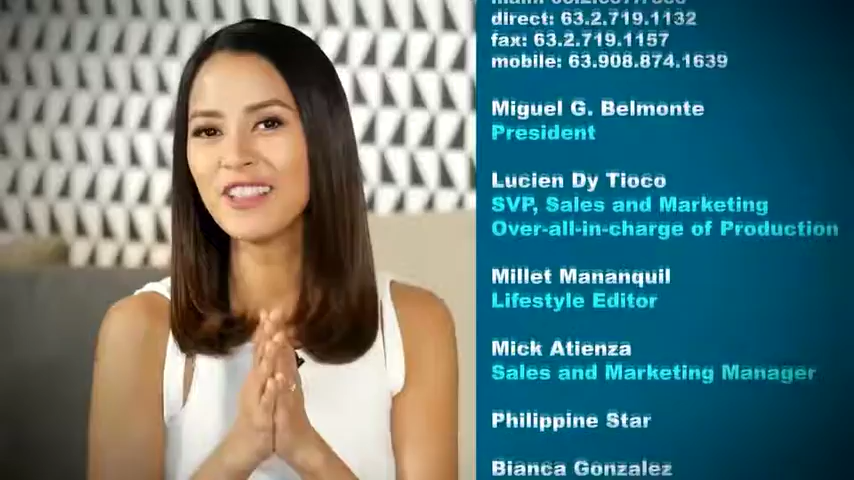 direct: 63.2.719.1132
fax: 63.2.719.1157
mobile: 63.908.874.1639
Miguel G. Belmonte
President
Lucien Dy Tioco
SVP, Sales and Marketing
Over-all-in-charge of Production
Millet Mananquil
Lifestyle Editor
Mick Atienza
Sales and Marketing Manager
Philippine Star
Bianca Gonzalez